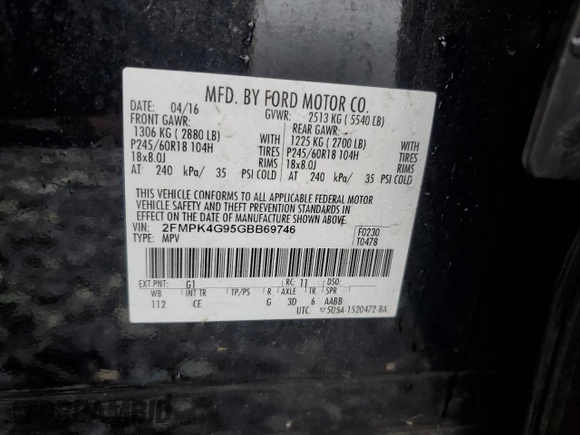 MFD. BY FORD MOTOR CO.
DATE: 04/16 GVWR: 2513 KG ( 5540 LB)
FRONT GAWR: REAR GAWR:
1306 KG ( 2880 LB) WITH 1225 KG ( 2700 LB) WITH
P245/60R18 104H TIRES P245/60R18 104H TIRES
18x8.0J RIMS 18x8.0J RIMS
AT 240 kPa/ 35 PSI COLD AT 240 kPa/ 35 PSI COLD
THIS VEHICLE CONFORMS TO ALL APPLICABLE FEDERAL MOTOR
VEHICLE SAFETY AND THEFT PREVENTION STANDARDS IN
EFFECT ON THE DATE OF MANUFACTURE SHOWN ABOVE.
VIN: 2FMPK4G95GBB69746 F0230
TYPE: MPV T0478
EXT PNT: G1 RC: 11 DSO:
WB INT TR TP/PS R AXLE TR SPR
112 CE G 3D 6 AABB
UTC. ▽5U5A-1520472-BA